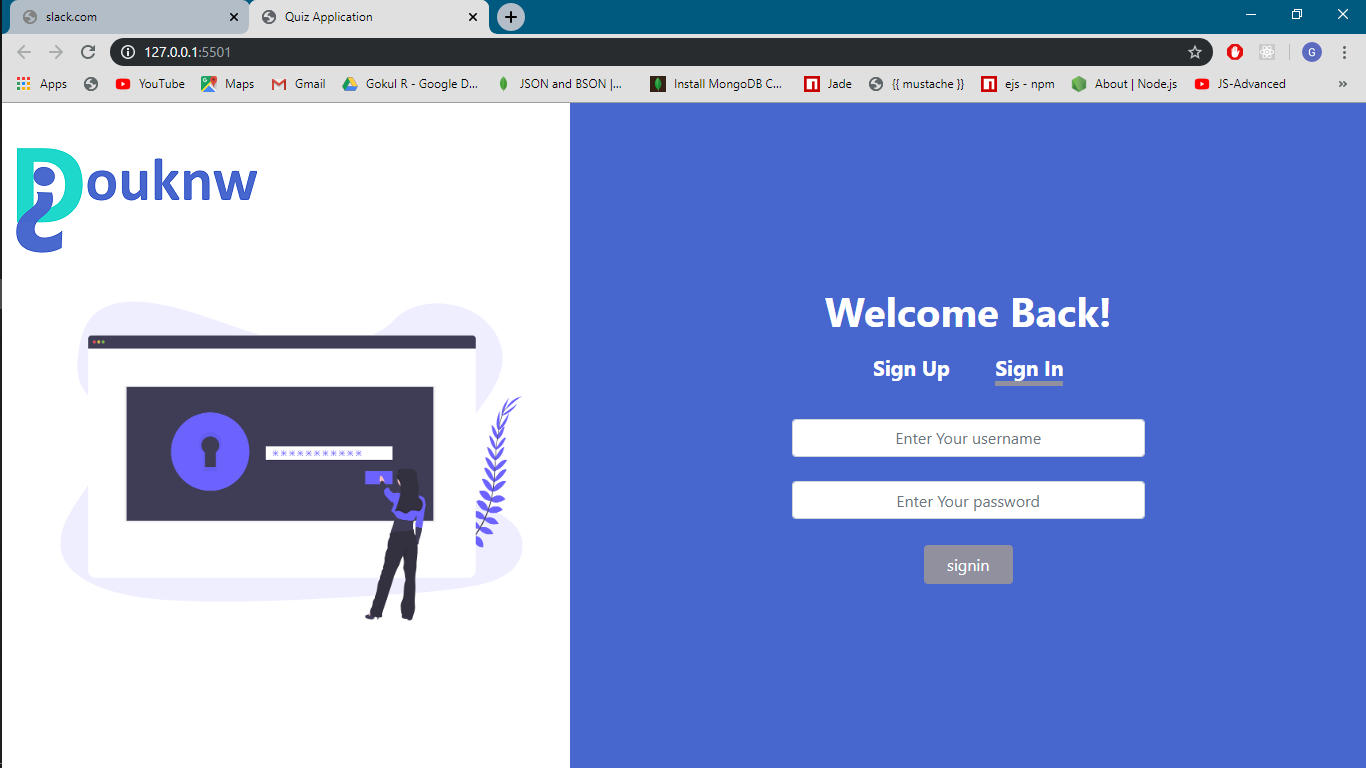 slack.com
Quiz Application
127.0.0.1:5501
G
Apps
YouTube
Maps
Gmail
Gokul R - Google D...
JSON and BSON |...
Install MongoDB C...
Jade
{{ mustache }}
ejs - npm
About | Node.js
JS-Advanced
»
Douknw
Welcome Back!
Sign Up
Sign In
***********
Enter Your username
Enter Your password
signin